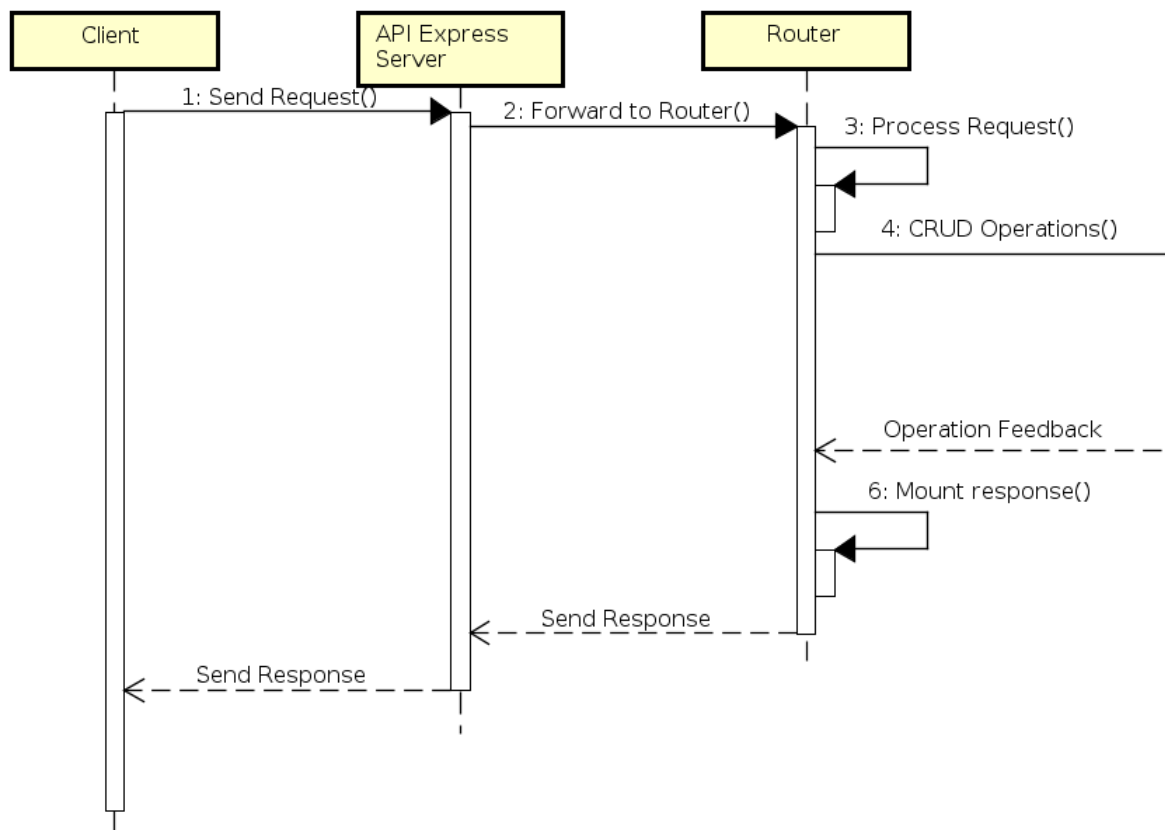 Client
API Express
Server
Router
1: Send Request()
2: Forward to Router()
3: Process Request()
4: CRUD Operations()
Operation Feedback
6: Mount response()
Send Response
Send Response